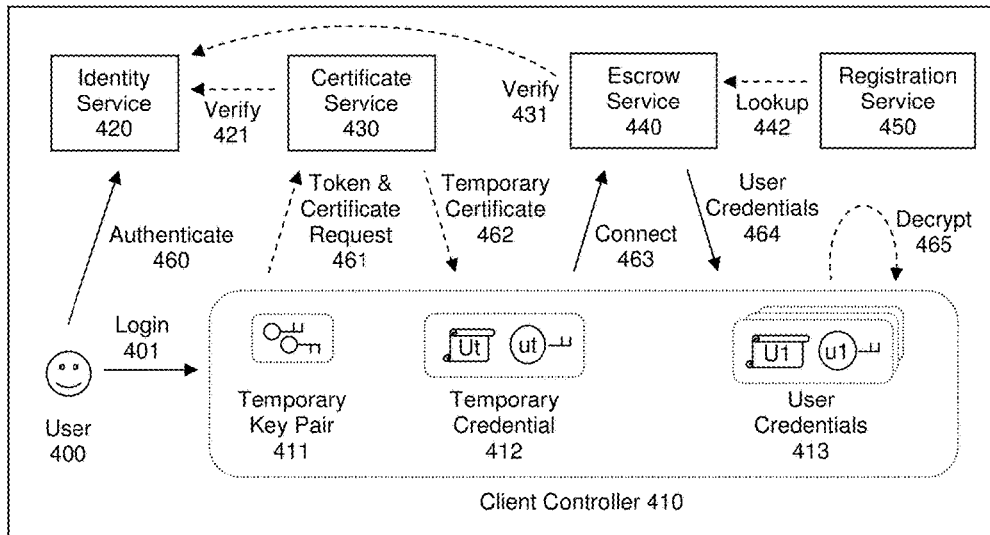 Identity
Service
420
Verify
421
Certificate
Service
430
Verify
431
Escrow
Service
440
Lookup
442
Registration
Service
450
Authenticate
460
Token &
Certificate
Request
461
Temporary
Certificate
462
Connect
463
User
Credentials
464
Decrypt
465
Login
401
User
400
Temporary
Key Pair
411
Ut
ut
Temporary
Credential
412
U1
u1
User
Credentials
413
Client Controller 410